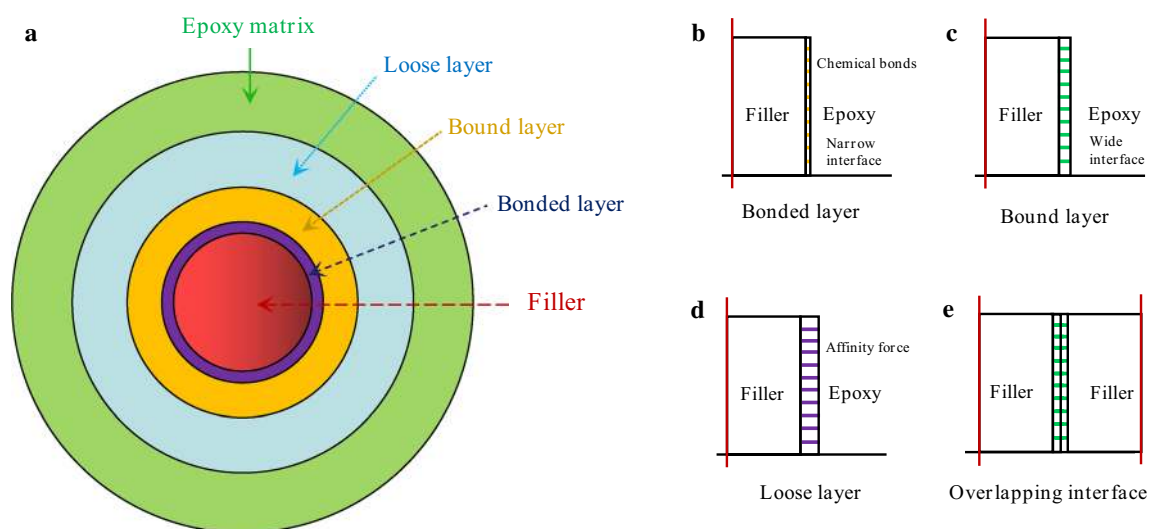 a
Epoxy matrix
Loose layer
Bound layer
Bonded layer
Filler
b
Chemical bonds
Filler
Epoxy
Narrow
interface
Bonded layer
c
Filler
Epoxy
Wide
interface
Bound layer
d
Affinity force
Filler
Epoxy
Loose layer
e
Filler
Filler
Overlapping interface